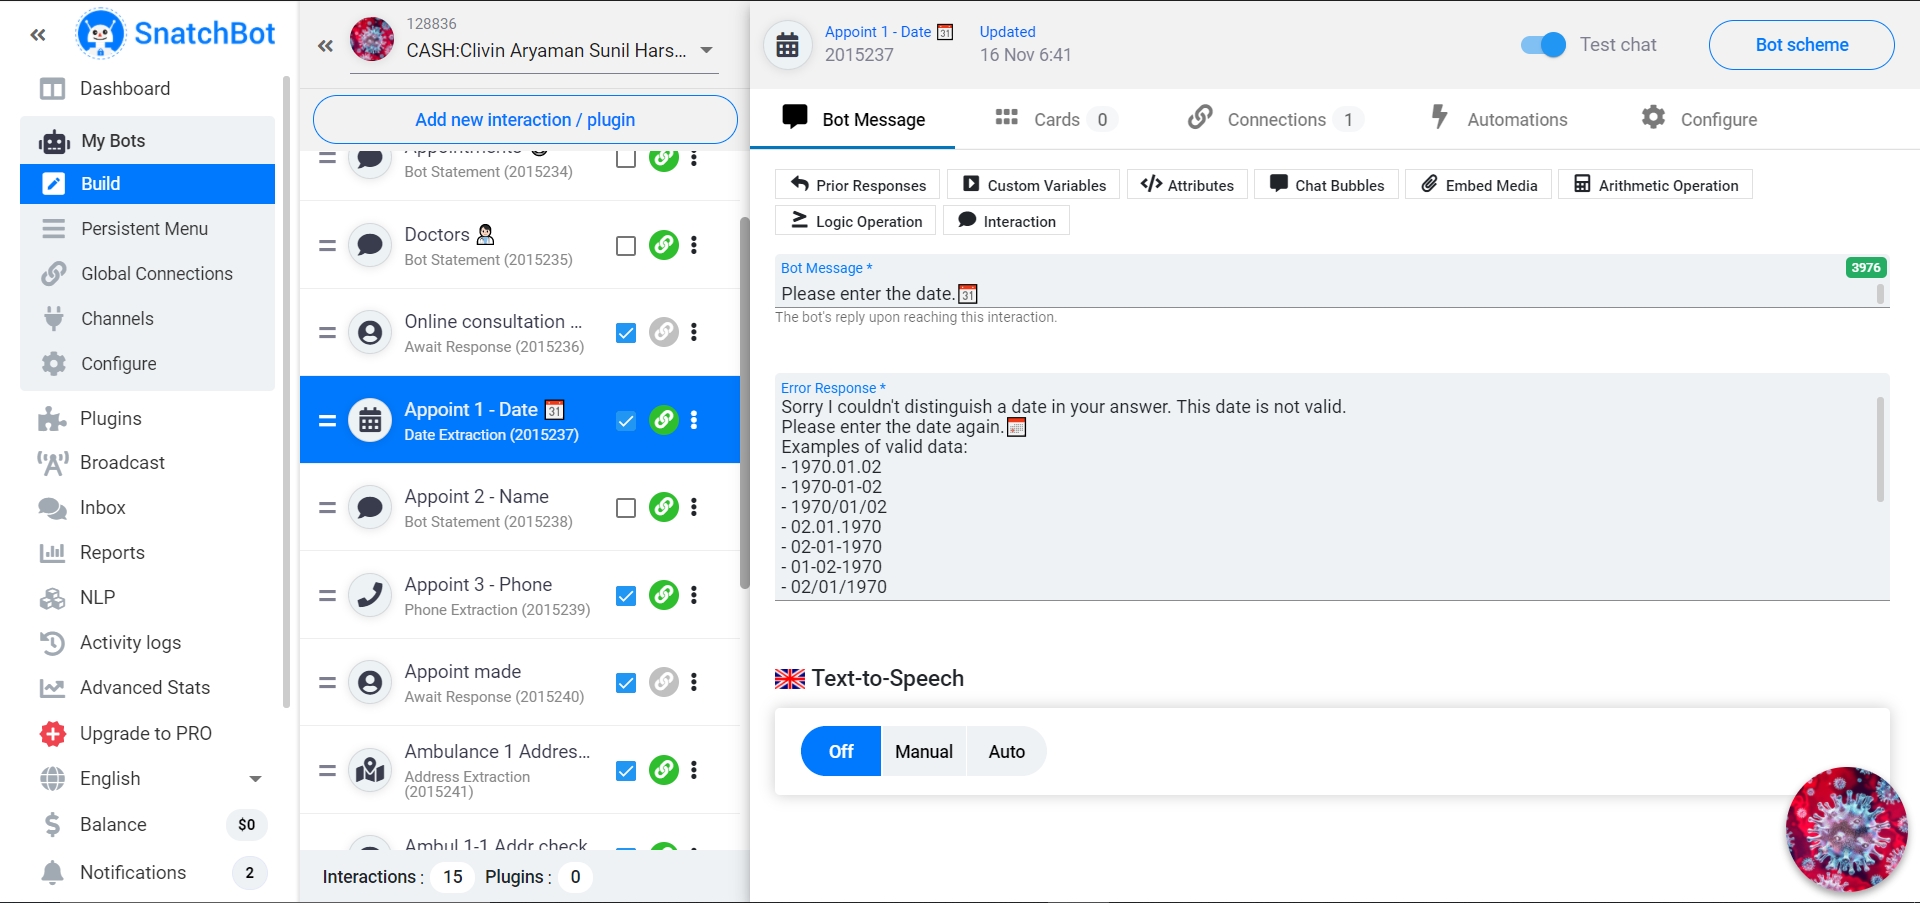 SnatchBot
Dashboard
My Bots
Build
Persistent Menu
Global Connections
Channels
Configure
Plugins
Broadcast
Inbox
Reports
NLP
Activity logs
Advanced Stats
Upgrade to PRO
English
Balance $0
Notifications 2
128836
CASH:Clivin Aryaman Sunil Hars...
Add new interaction / plugin
Appointments
Bot Statement (2015234)
Doctors
Bot Statement (2015235)
Online consultation ...
Await Response (2015236)
Appoint 1 - Date 31
Date Extraction (2015237)
Appoint 2 - Name
Bot Statement (2015238)
Appoint 3 - Phone
Phone Extraction (2015239)
Appoint made
Await Response (2015240)
Ambulance 1 Addres...
Address Extraction
(2015241)
Ambul 1-1 Addr check
Interactions : 15 Plugins : 0
Appoint 1 - Date 31
2015237
Updated
16 Nov 6:41
Test chat
Bot scheme
Bot Message
Cards 0
Connections 1
Automations
Configure
Prior Responses
Custom Variables
Attributes
Chat Bubbles
Embed Media
Arithmetic Operation
Logic Operation
Interaction
Bot Message *
3976
Please enter the date. 31
The bot's reply upon reaching this interaction.
Error Response *
Sorry I couldn't distinguish a date in your answer. This date is not valid.
Please enter the date again.
Examples of valid data:
- 1970.01.02
- 1970-01-02
- 1970/01/02
- 02.01.1970
- 02-01-1970
- 01-02-1970
- 02/01/1970
Text-to-Speech
Off
Manual
Auto